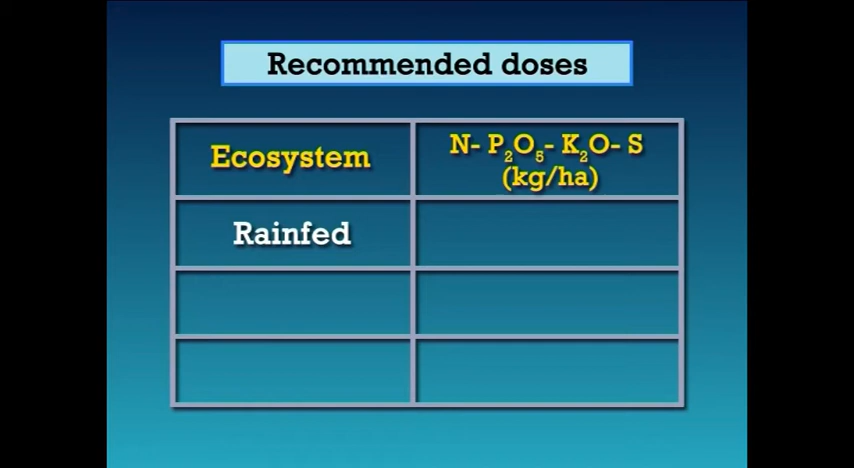 Recommended doses
Ecosystem
N- P₂O₅- K₂O- S
(kg/ha)
Rainfed